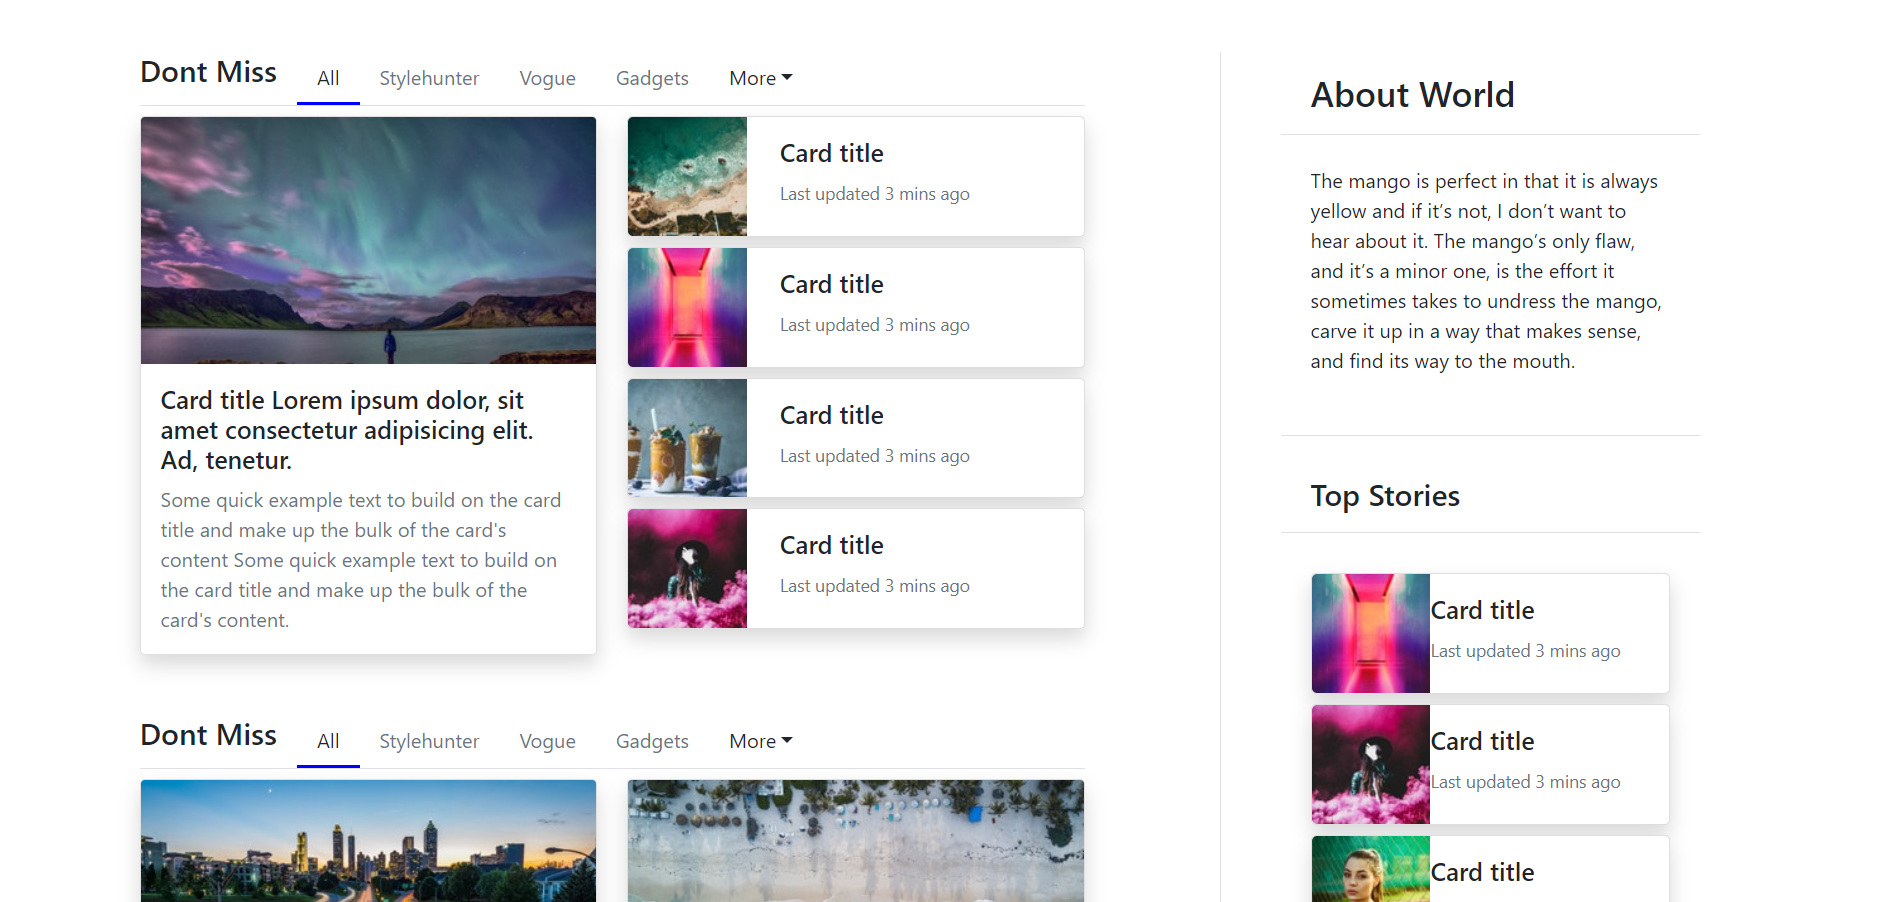 Dont Miss
All
Stylehunter
Vogue
Gadgets
More
Card title Lorem ipsum dolor, sit
amet consectetur adipisicing elit.
Ad, tenetur.
Some quick example text to build on the card
title and make up the bulk of the card's
content Some quick example text to build on
the card title and make up the bulk of the
card's content.
Card title
Last updated 3 mins ago
Card title
Last updated 3 mins ago
Card title
Last updated 3 mins ago
Card title
Last updated 3 mins ago
Dont Miss
All
Stylehunter
Vogue
Gadgets
More
About World
The mango is perfect in that it is always
yellow and if it’s not, I don’t want to
hear about it. The mango’s only flaw,
and it’s a minor one, is the effort it
sometimes takes to undress the mango,
carve it up in a way that makes sense,
and find its way to the mouth.
Top Stories
Card title
Last updated 3 mins ago
Card title
Last updated 3 mins ago
Card title